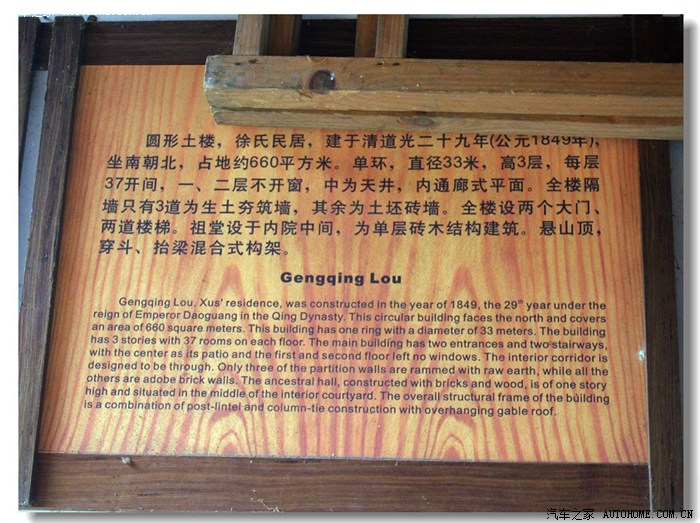 圆形土楼，徐氏民居，建于清道光二十九年(公元1849年)，
坐南朝北，占地约660平方米。单环，直径33米，高3层，每层
37开间，一、二层不开窗，中为天井，内通廊式平面。全楼隔
墙只有3道为生土夯筑墙，其余为土坯砖墙。全楼设两个大门、
两道楼梯。祖堂设于内院中间，为单层砖木结构建筑。悬山顶，
穿斗、抬梁混合式构架。
Gengqing Lou
Gengqing Lou, Xus' residence, was constructed in the year of 1849, the 29th year under the
reign of Emperor Daoguang in the Qing Dynasty. This circular building faces the north and covers
an area of 660 square meters. This building has one ring with a diameter of 33 meters. The building
has 3 stories with 37 rooms on each floor. The main building has two entrances and two stairways,
with the center as its patio and the first and second floor left no windows. The interior corridor is
designed to be through. Only three of the partition walls are rammed with raw earth, while all the
others are adobe brick walls. The ancestral hall, constructed with bricks and wood, is of one story
high and situated in the middle of the interior courtyard. The overall structural frame of the building
is a combination of post-lintel and column-tie construction with overhanging gable roof.
汽车之家 AUTOHOME.COM.CN